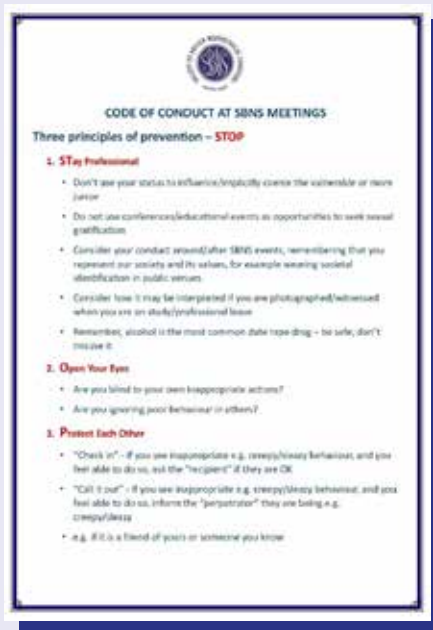 CODE OF CONDUCT AT SBNS MEETINGS
Three principles of prevention – STOP
1. STay Professional
• Don't use your status to influence/implicitly coerce the vulnerable or more
junior
• Do not use conferences/educational events as opportunities to seek sexual
gratification
• Consider your conduct around/after SBNS events, remembering that you
represent our society and its values, for example wearing societal
identification in public venues
• Consider how it may be interpreted if you are photographed/witnessed
when you are on study/professional leave
• Remember, alcohol is the most common date rape drug – be safe; don't
misuse it
2. Open Your Eyes
• Are you blind to your own inappropriate actions?
• Are you ignoring poor behaviour in others?
3. Protect Each Other
• "Check in" - if you see inappropriate e.g. creepy/sleazy behaviour, and you
feel able to do so, ask the "recipient" if they are OK
• "Call it out" - if you see inappropriate e.g. creepy/sleazy behaviour, and you
feel able to do so, inform the "perpetrator" they are being e.g.
creepy/sleazy
• e.g. if it is a friend of yours or someone you know